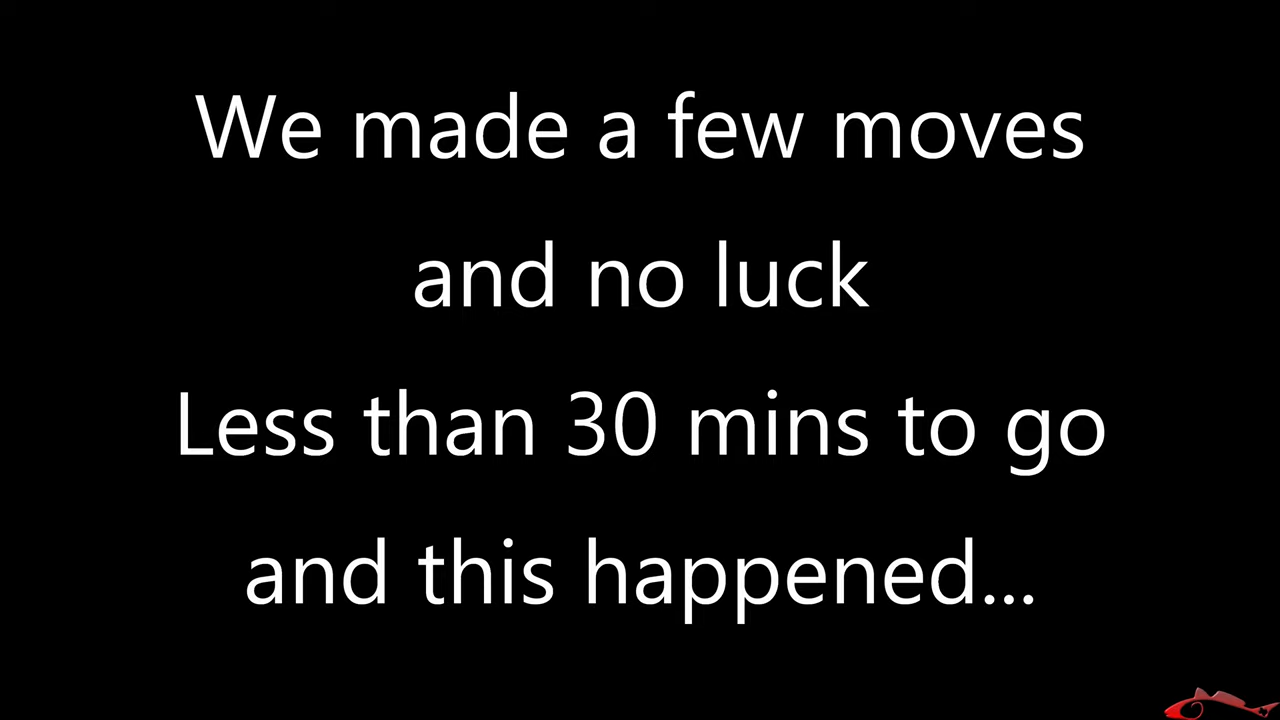 We made a few moves
and no luck
Less than 30 mins to go
and this happened...